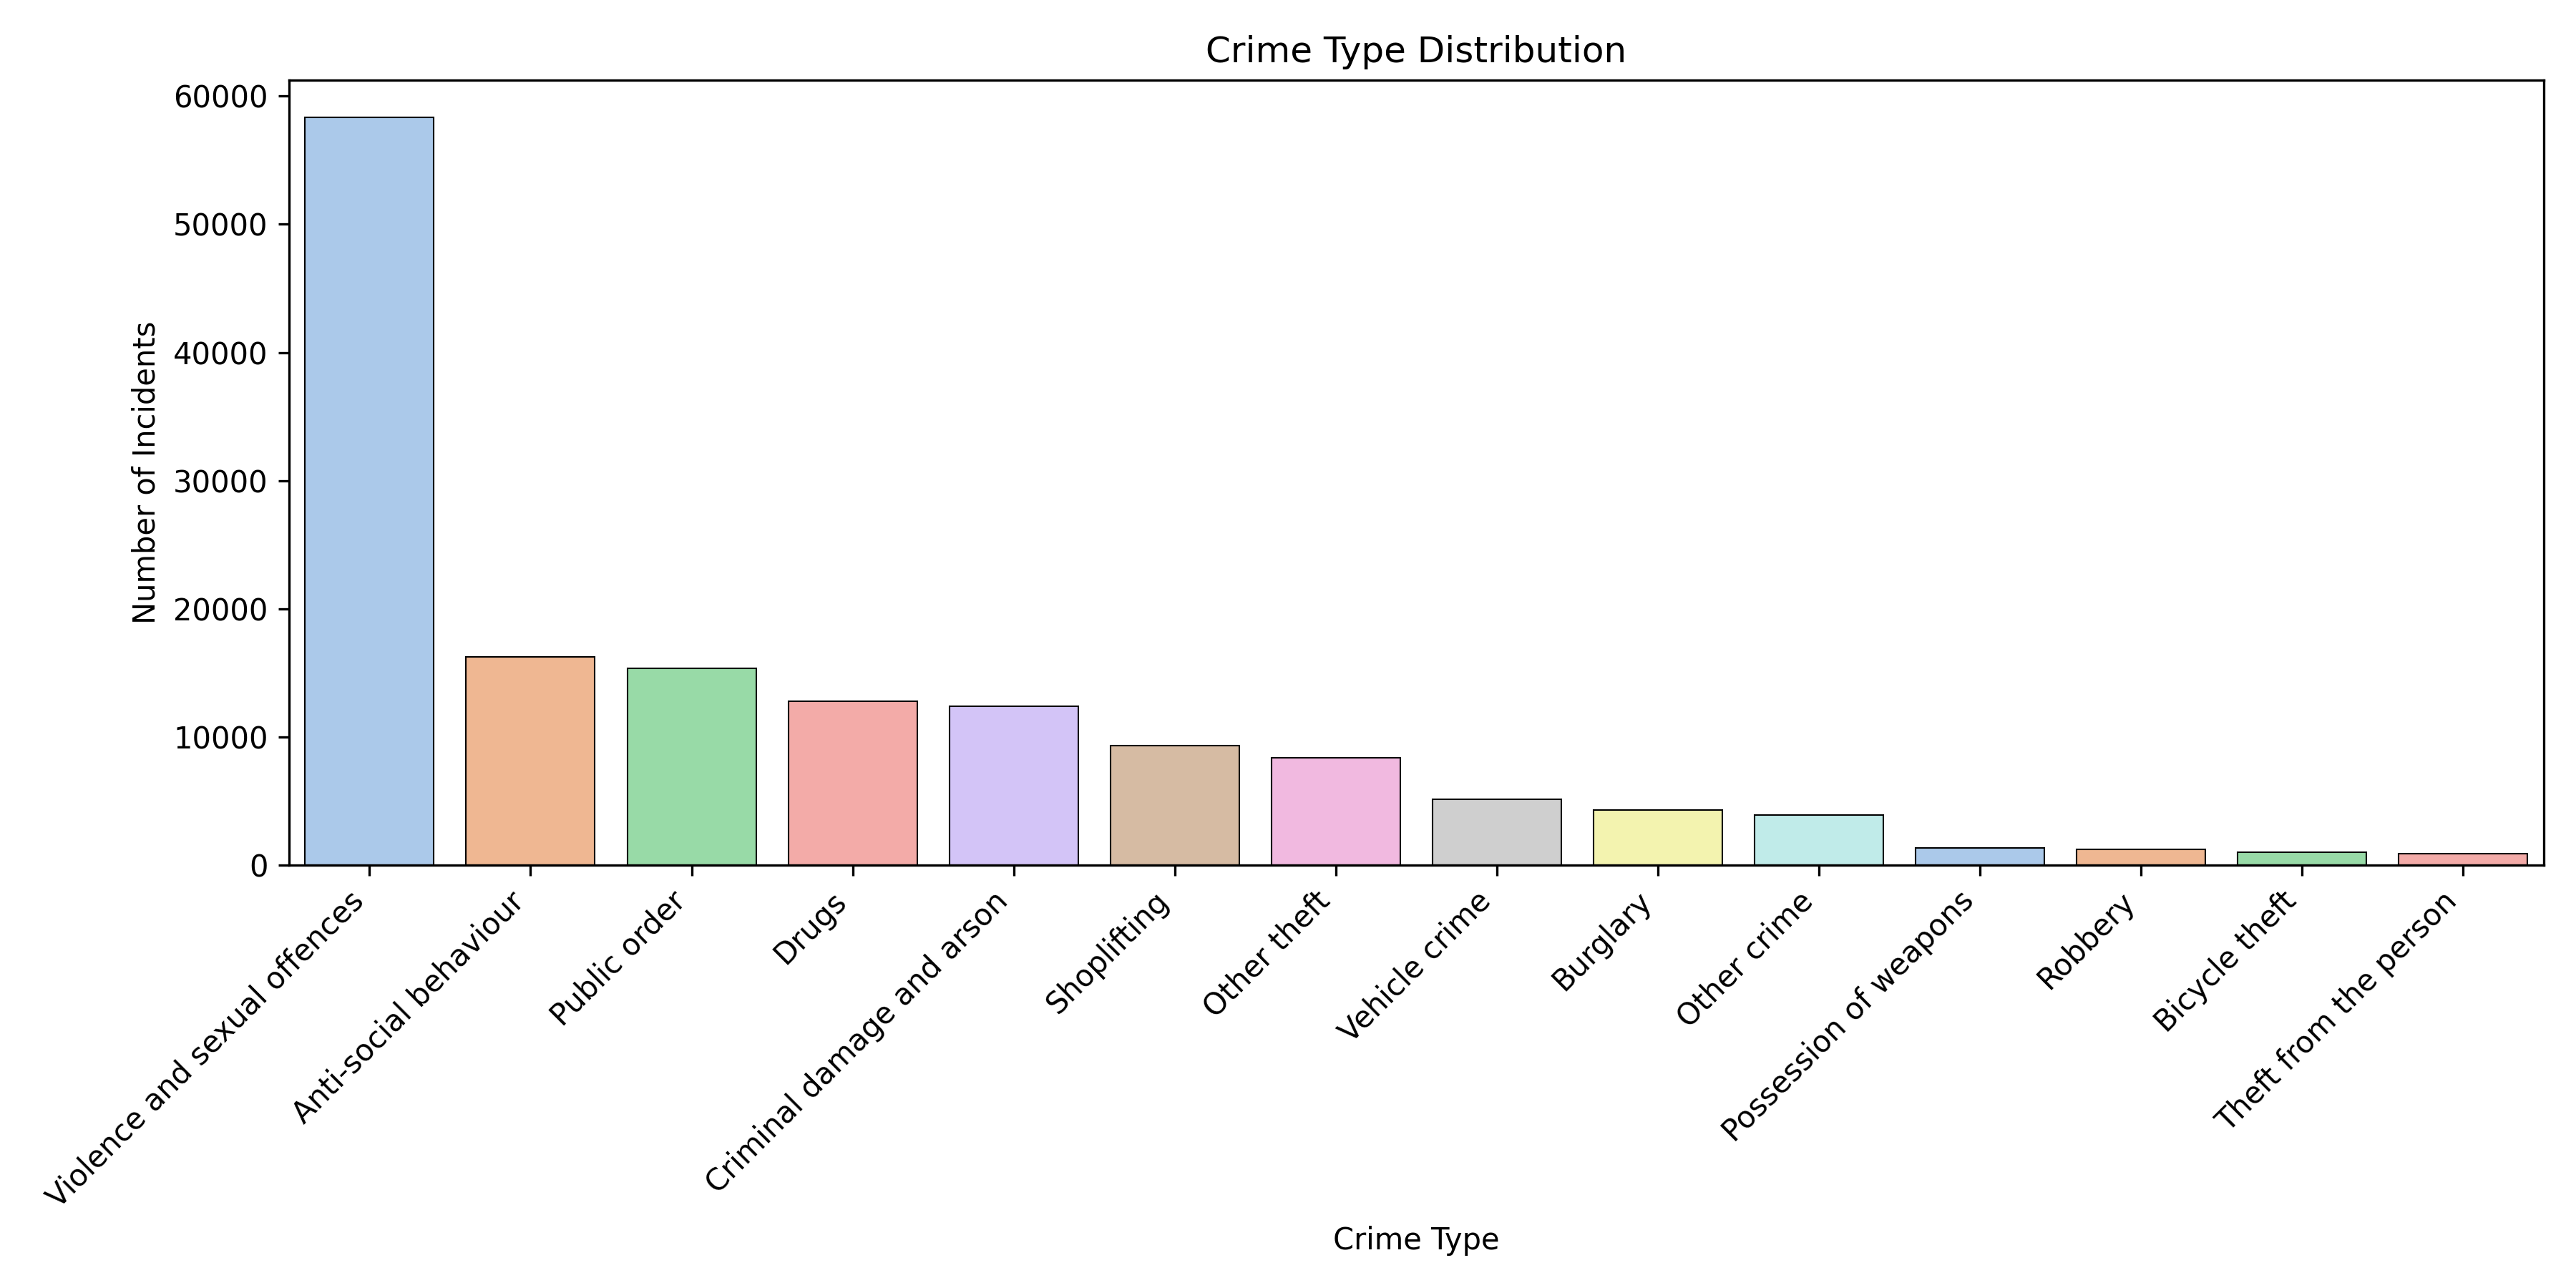 Crime Type Distribution
Number of Incidents
60000
50000
40000
30000
20000
10000
0
Violence and sexual offences
Anti-social behaviour
Public order
Drugs
Criminal damage and arson
Shoplifting
Other theft
Vehicle crime
Burglary
Other crime
Possession of weapons
Robbery
Bicycle theft
Theft from the person
Crime Type